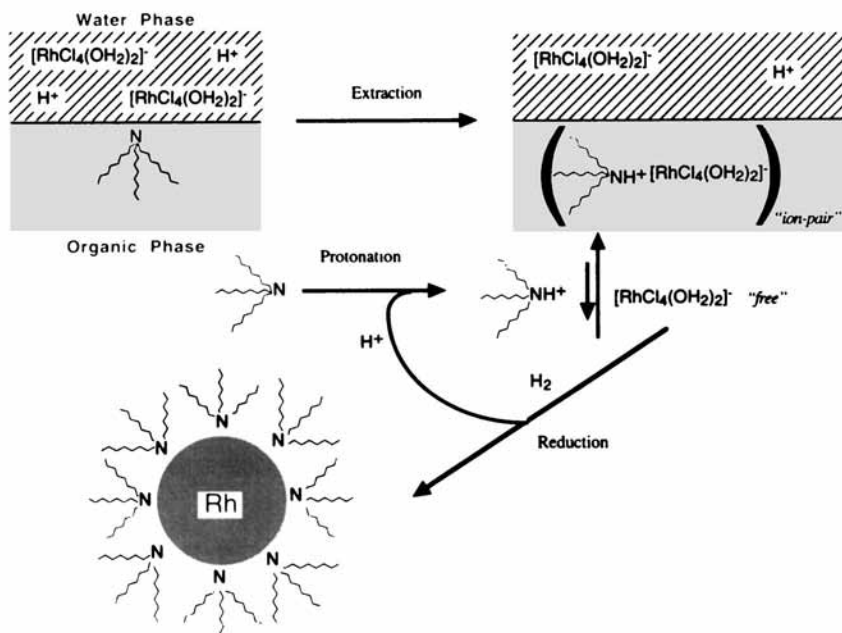 Water Phase
[RhCl4(OH2)2]-
H+
H+
[RhCl4(OH2)2]-
N
Organic Phase
Extraction
[RhCl4(OH2)2]-
H+
NH+ [RhCl4(OH2)2]-
"ion-pair"
N
Protonation
NH+
[RhCl4(OH2)2]- "free"
H+
H2
Reduction
N
N
N
N
Rh
N
N
N
N